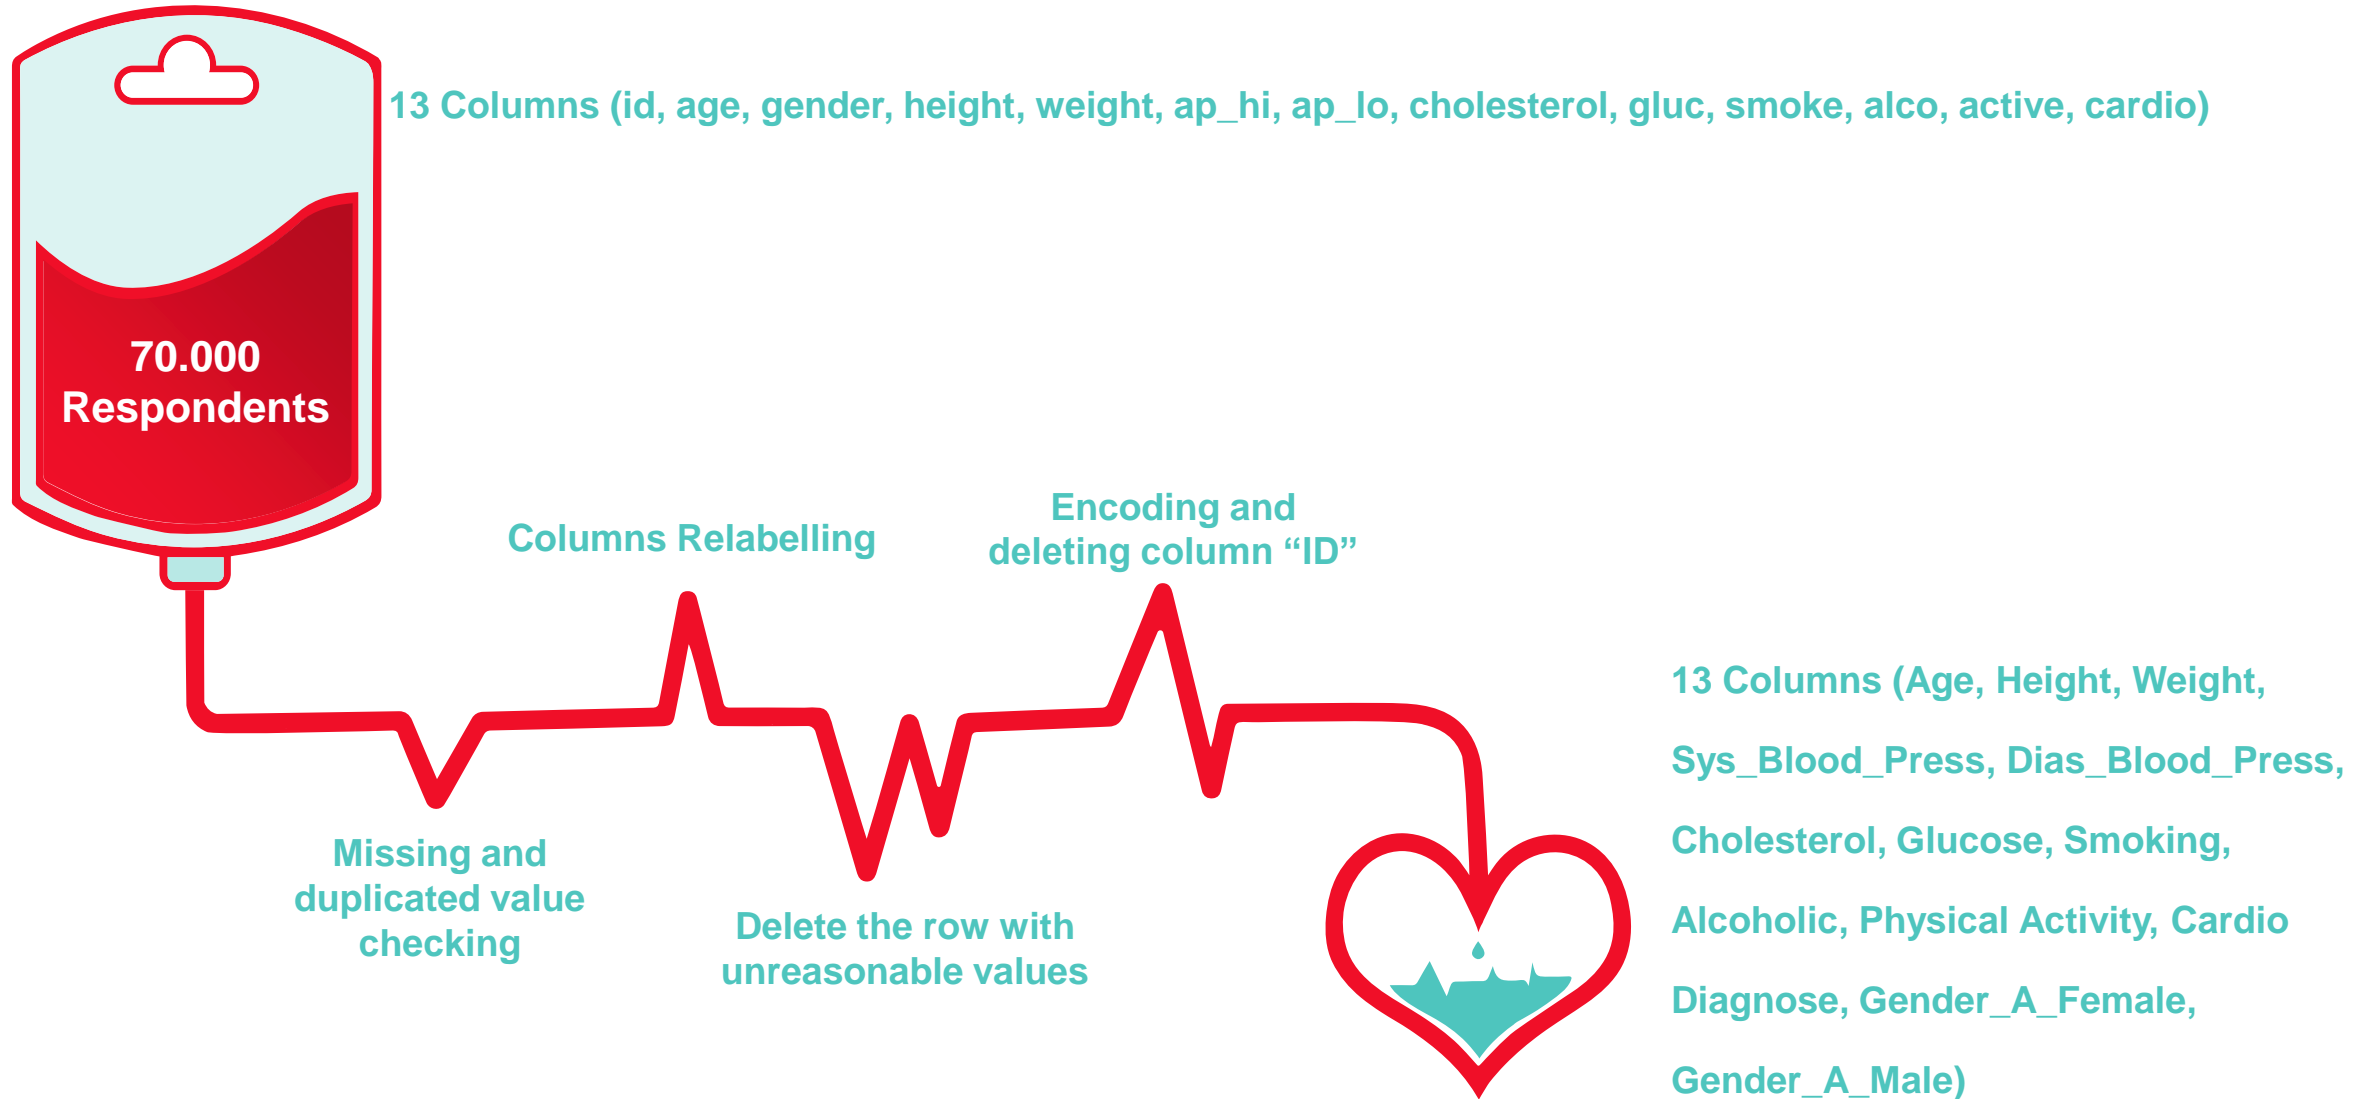 13 Columns (id, age, gender, height, weight, ap_hi, ap_lo, cholesterol, gluc, smoke, alco, active, cardio)
70.000
Respondents
Missing and
duplicated value
checking
Columns Relabelling
Delete the row with
unreasonable values
Encoding and
deleting column “ID”
13 Columns (Age, Height, Weight,
Sys_Blood_Press, Dias_Blood_Press,
Cholesterol, Glucose, Smoking,
Alcoholic, Physical Activity, Cardio
Diagnose, Gender_A_Female,
Gender_A_Male)